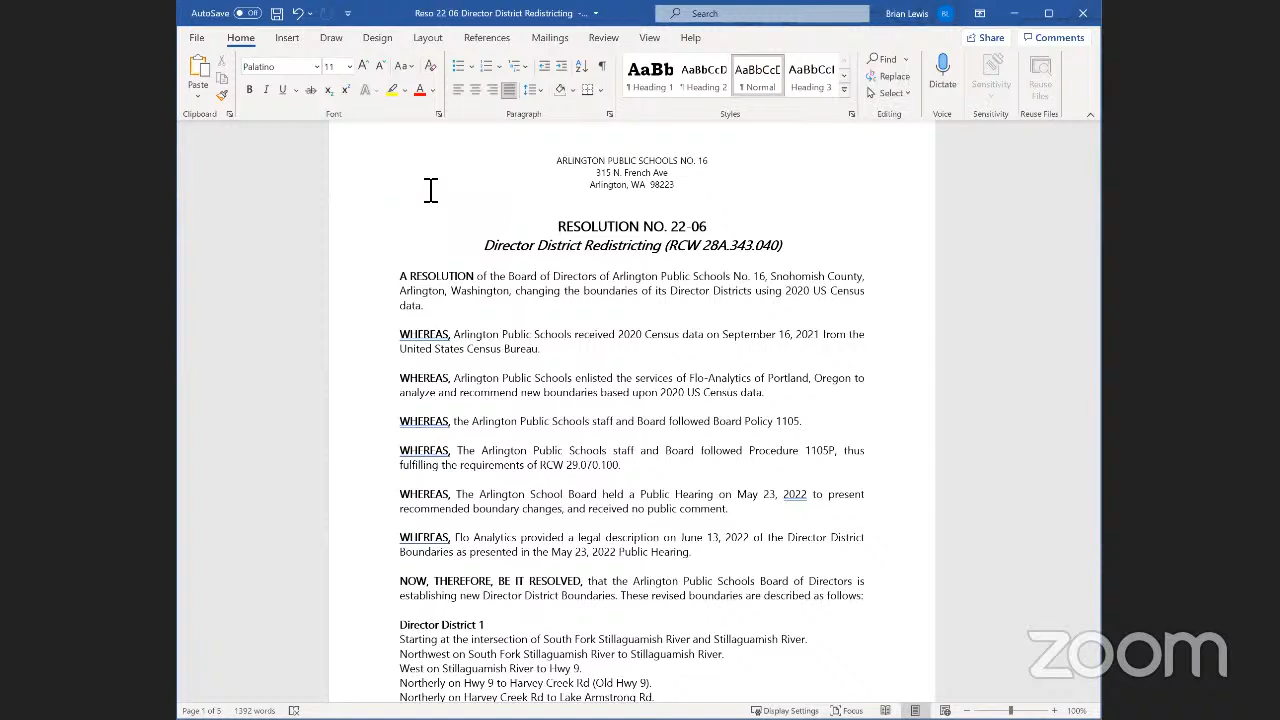 AutoSave Off Reso 22 06 Director District Redistricting -... Search Brian Lewis BL
File Home Insert Draw Design Layout References Mailings Review View Help Share Comments
Paste Palatino 11 Find Replace Select Dictate Sensitivity Reuse Files
AaBb AaBbCcD AaBbCcD AaBbCcI
¶ Heading 1 ¶ Heading 2 ¶ Normal Heading 3
Clipboard Font Paragraph Styles Editing Voice Sensitivity Reuse Files
ARLINGTON PUBLIC SCHOOLS NO. 16
315 N. French Ave
Arlington, WA 98223
RESOLUTION NO. 22-06
Director District Redistricting (RCW 28A.343.040)
A RESOLUTION of the Board of Directors of Arlington Public Schools No. 16, Snohomish County,
Arlington, Washington, changing the boundaries of its Director Districts using 2020 US Census
data.
WHEREAS, Arlington Public Schools received 2020 Census data on September 16, 2021 from the
United States Census Bureau.
WHEREAS, Arlington Public Schools enlisted the services of Flo-Analytics of Portland, Oregon to
analyze and recommend new boundaries based upon 2020 US Census data.
WHEREAS, the Arlington Public Schools staff and Board followed Board Policy 1105.
WHEREAS, The Arlington Public Schools staff and Board followed Procedure 1105P, thus
fulfilling the requirements of RCW 29.070.100.
WHEREAS, The Arlington School Board held a Public Hearing on May 23, 2022 to present
recommended boundary changes, and received no public comment.
WHEREAS, Flo Analytics provided a legal description on June 13, 2022 of the Director District
Boundaries as presented in the May 23, 2022 Public Hearing.
NOW, THEREFORE, BE IT RESOLVED, that the Arlington Public Schools Board of Directors is
establishing new Director District Boundaries. These revised boundaries are described as follows:
Director District 1
Starting at the intersection of South Fork Stillaguamish River and Stillaguamish River.
Northwest on South Fork Stillaguamish River to Stillaguamish River.
West on Stillaguamish River to Hwy 9.
Northerly on Hwy 9 to Harvey Creek Rd (Old Hwy 9).
Northerly on Harvey Creek Rd to Lake Armstrong Rd.
zoom
Page 1 of 5 1392 words Display Settings Focus 100%